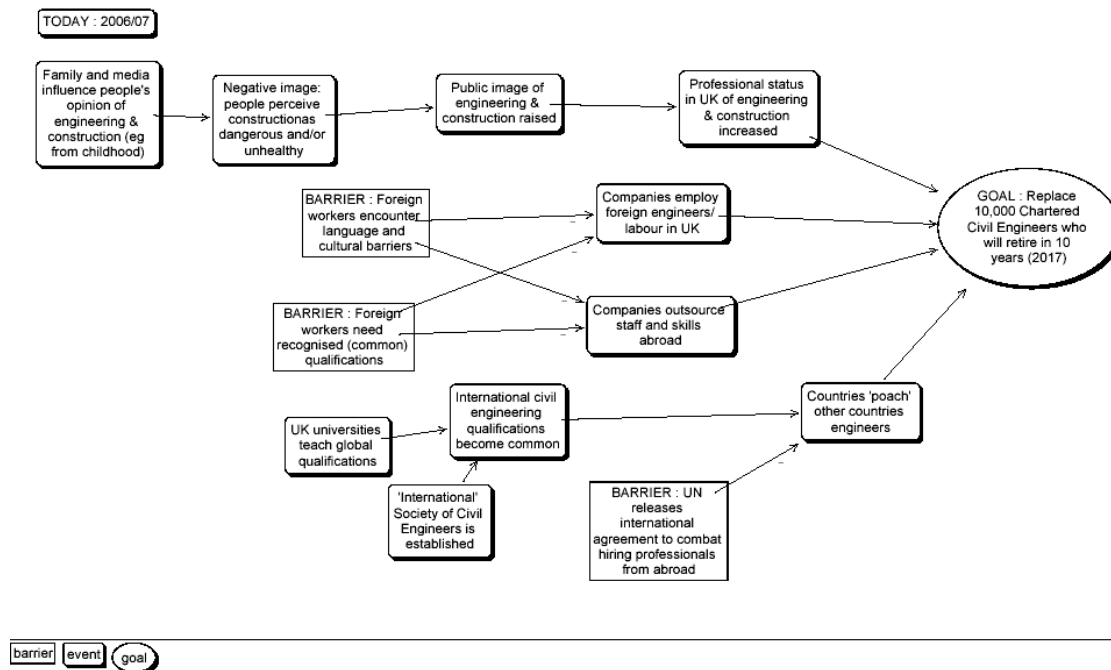 TODAY : 2006/07
Family and media
influence people's
opinion of
engineering &
construction (eg
from childhood)
Negative image:
people perceive
constructionas
dangerous and/or
unhealthy
Public image of
engineering &
construction raised
Professional status
in UK of engineering
& construction
increased
BARRIER : Foreign
workers encounter
language and
cultural barriers
Companies employ
foreign engineers/
labour in UK
GOAL : Replace
10,000 Chartered
Civil Engineers who
will retire in 10
years (2017)
BARRIER : Foreign
workers need
recognised (common)
qualifications
Companies outsource
staff and skills
abroad
UK universities
teach global
qualifications
International civil
engineering
qualifications
become common
Countries 'poach'
other countries
engineers
'International'
Society of Civil
Engineers is
established
BARRIER : UN
releases
international
agreement to combat
hiring professionals
from abroad
barrier event goal